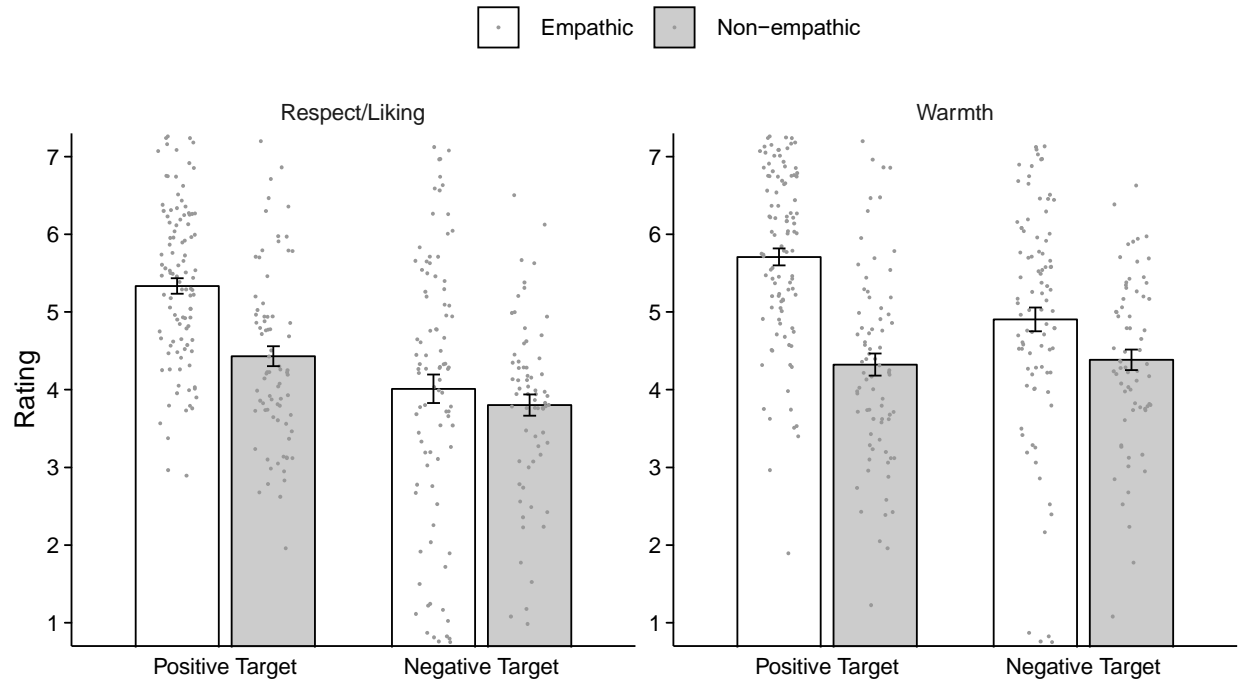 Empathic Non−empathic
Respect/Liking Warmth
Rating
7 7
6 6
5 5
4 4
3 3
2 2
1 1
Positive Target Negative Target Positive Target Negative Target